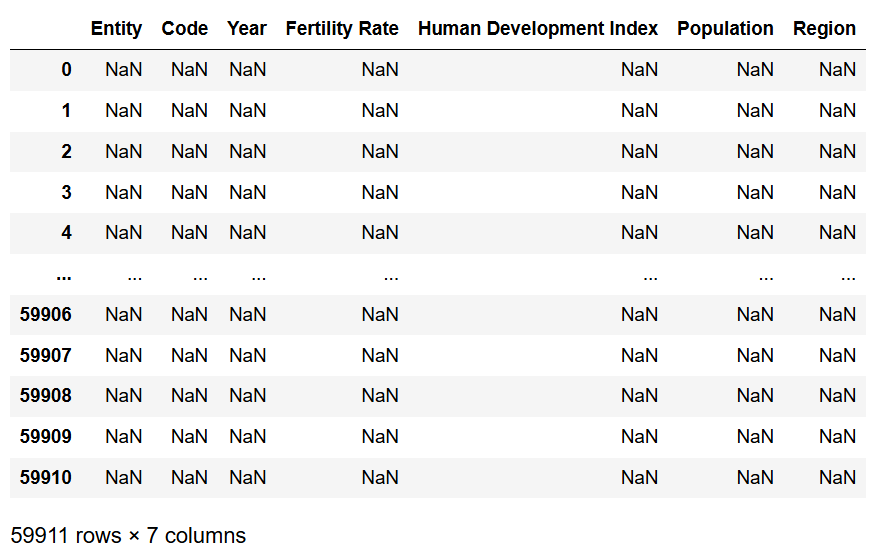 Entity Code Year Fertility Rate Human Development Index Population Region
0 NaN NaN NaN NaN NaN NaN NaN
1 NaN NaN NaN NaN NaN NaN NaN
2 NaN NaN NaN NaN NaN NaN NaN
3 NaN NaN NaN NaN NaN NaN NaN
4 NaN NaN NaN NaN NaN NaN NaN
... ... ... ... ... ... ... ...
59906 NaN NaN NaN NaN NaN NaN NaN
59907 NaN NaN NaN NaN NaN NaN NaN
59908 NaN NaN NaN NaN NaN NaN NaN
59909 NaN NaN NaN NaN NaN NaN NaN
59910 NaN NaN NaN NaN NaN NaN NaN
59911 rows × 7 columns